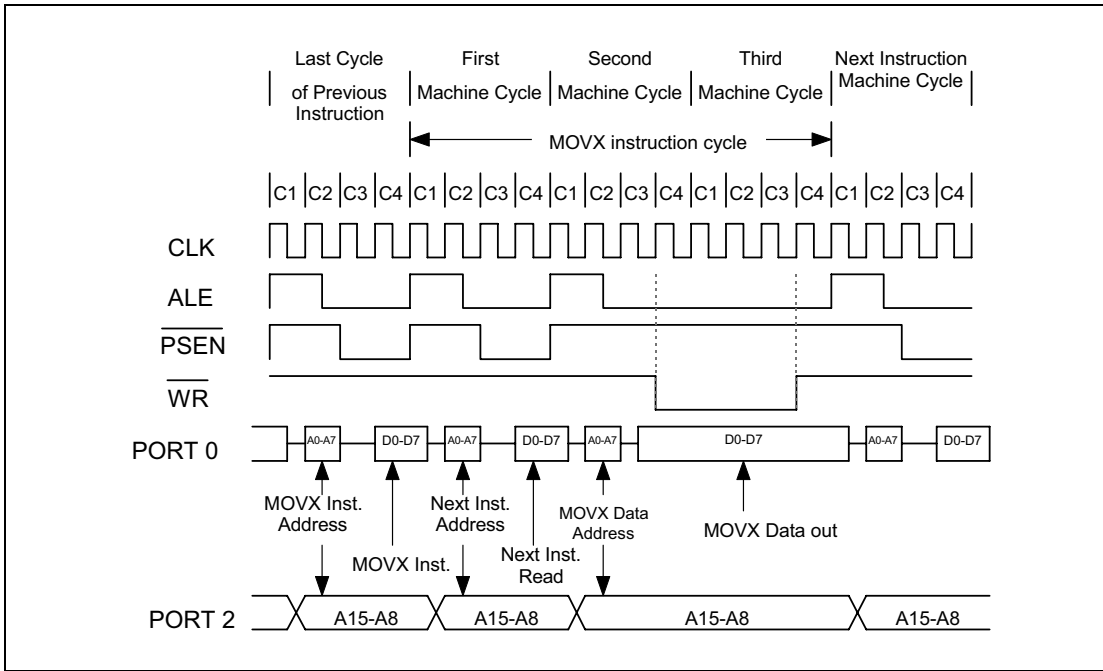 Last Cycle
of Previous
Instruction
First
Machine Cycle
Second
Machine Cycle
Third
Machine Cycle
Next Instruction
Machine Cycle
MOVX instruction cycle
C1 C2 C3 C4 C1 C2 C3 C4 C1 C2 C3 C4 C1 C2 C3 C4 C1 C2 C3 C4
CLK
ALE
PSEN
WR
PORT 0
A0-A7 D0-D7 A0-A7 D0-D7 A0-A7 D0-D7 A0-A7 D0-D7
MOVX Inst.
Address
MOVX Inst.
Next Inst.
Address
Next Inst.
Read
MOVX Data
Address
MOVX Data out
PORT 2
A15-A8 A15-A8 A15-A8 A15-A8